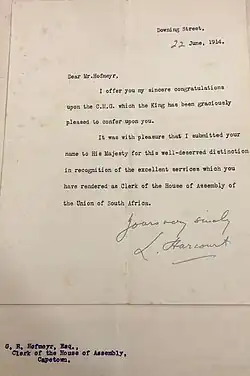 Downing Street,
22 June, 1914.
Dear Mr.Hofmeyr,
I offer you my sincere congratulations
upon the C.M.G. which the King has been graciously
pleased to confer upon you.
It was with pleasure that I submitted your
name to His Majesty for this well-deserved distinction
in recognition of the excellent services which you
have rendered as Clerk of the House of Assembly of
the Union of South Africa.
Yours very sincely
L. Harcourt
G. R. Hofmeyr, Esq.,
Clerk of the House of Assembly,
Capetown.